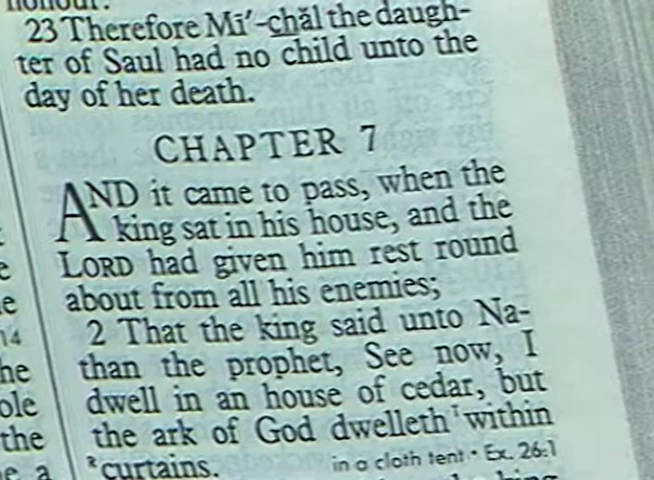 honour.
23 Therefore Mī′-chăl the daugh-
ter of Saul had no child unto the
day of her death.
CHAPTER 7
AND it came to pass, when the
king sat in his house, and the
LORD had given him rest round
about from all his enemies;
2 That the king said unto Na-
than the prophet, See now, I
dwell in an house of cedar, but
the ark of God dwelleth within
curtains. in a cloth tent • Ex. 26:1
14
the